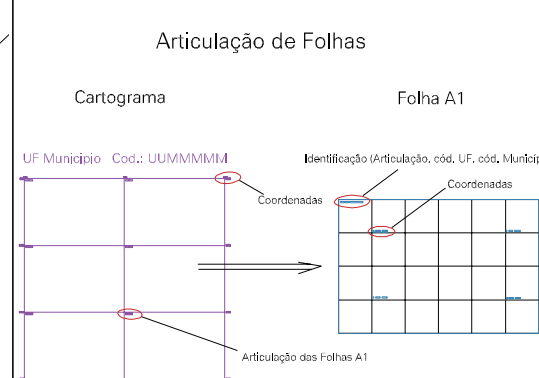 Articulação de Folhas
Cartograma
Folha A1
UF Municipio Cod.: UUMMMMM
Identificação (Articulação, cód. UF, cód. Municíp
Coordenadas
Coordenadas
Articulação das Folhas A1